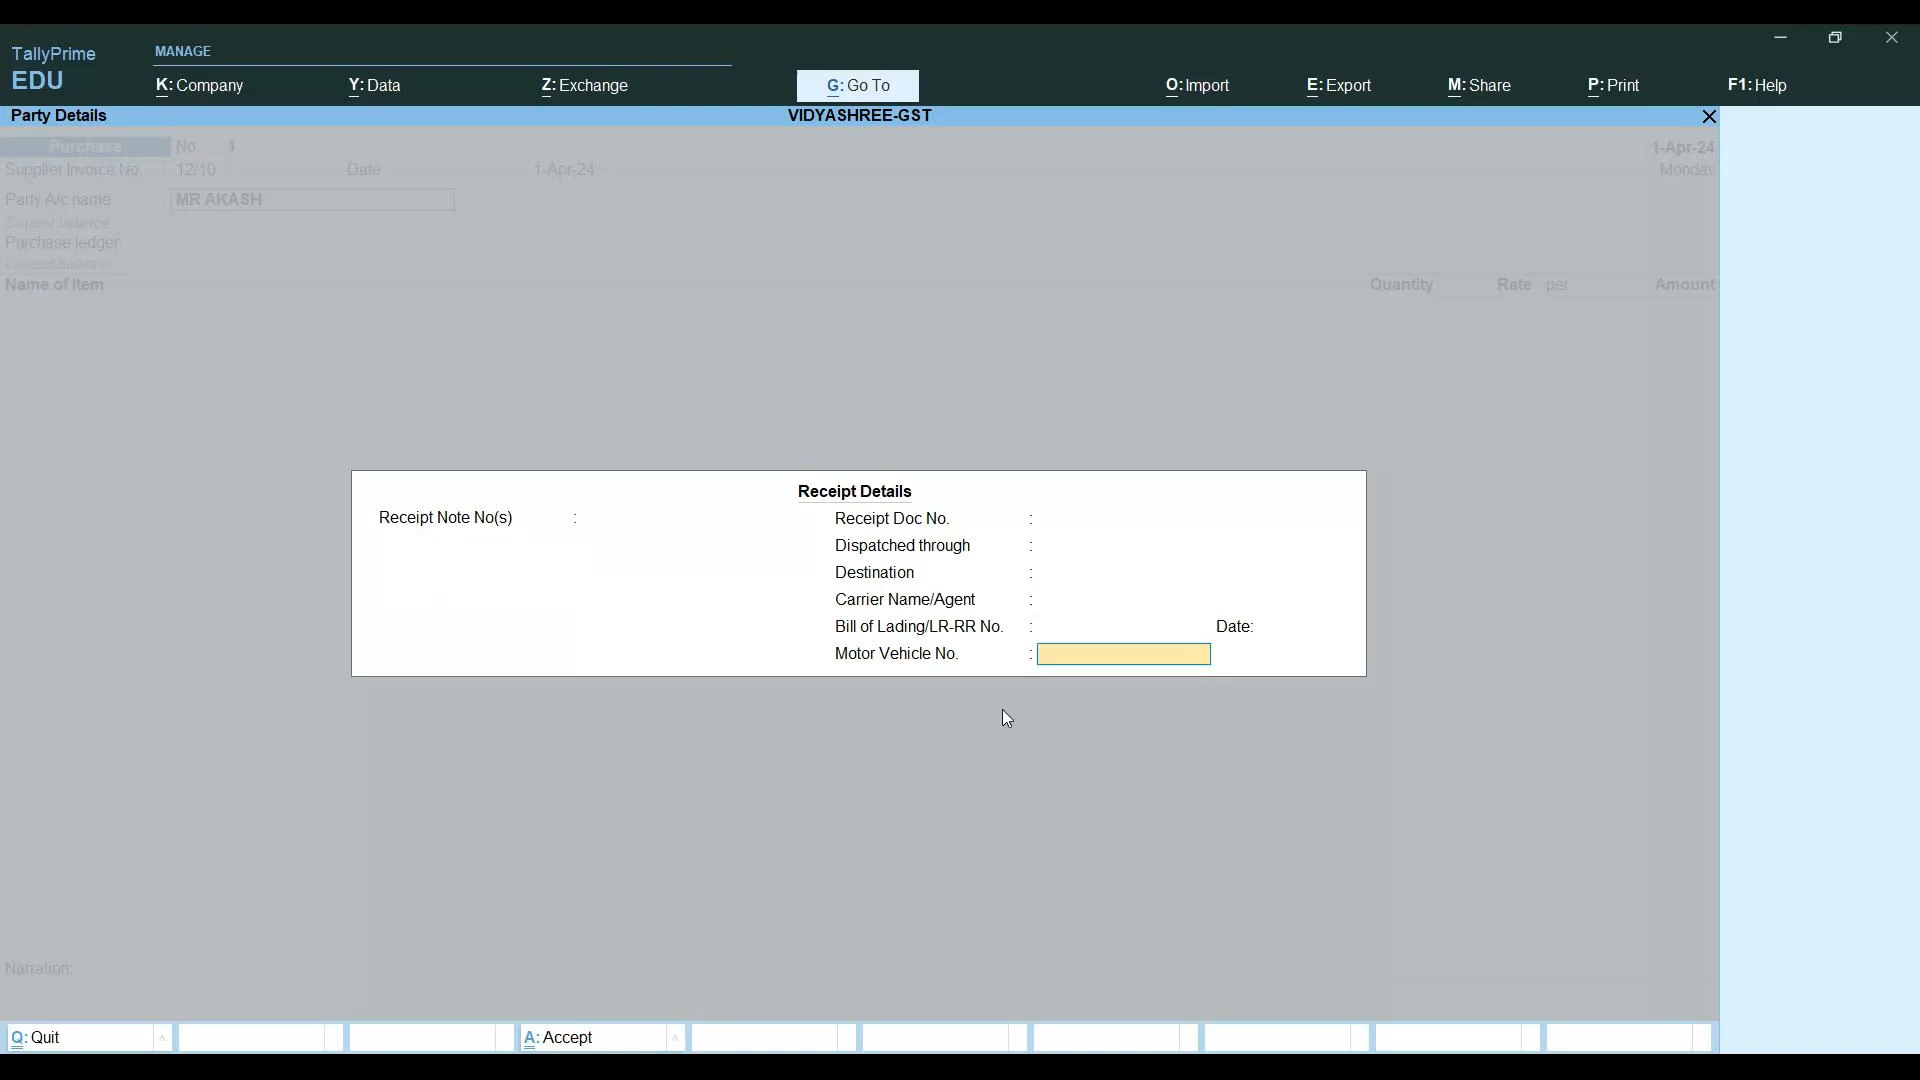 TallyPrime
EDU
MANAGE
K: Company
Y: Data
Z: Exchange
G: Go To
O: Import
E: Export
M: Share
P: Print
F1: Help
Party Details
VIDYASHREE-GST
Purchase No. 1 1-Apr-24
Supplier Invoice No. : 12/10 Date : 1-Apr-24 Monday
Party A/c name : MR AKASH
Current balance :
Purchase ledger :
Current balance :
Name of Item Quantity Rate per Amount
Receipt Details
Receipt Note No(s) :
Receipt Doc No. :
Dispatched through :
Destination :
Carrier Name/Agent :
Bill of Lading/LR-RR No. : Date:
Motor Vehicle No. :
Narration:
Q: Quit
A: Accept